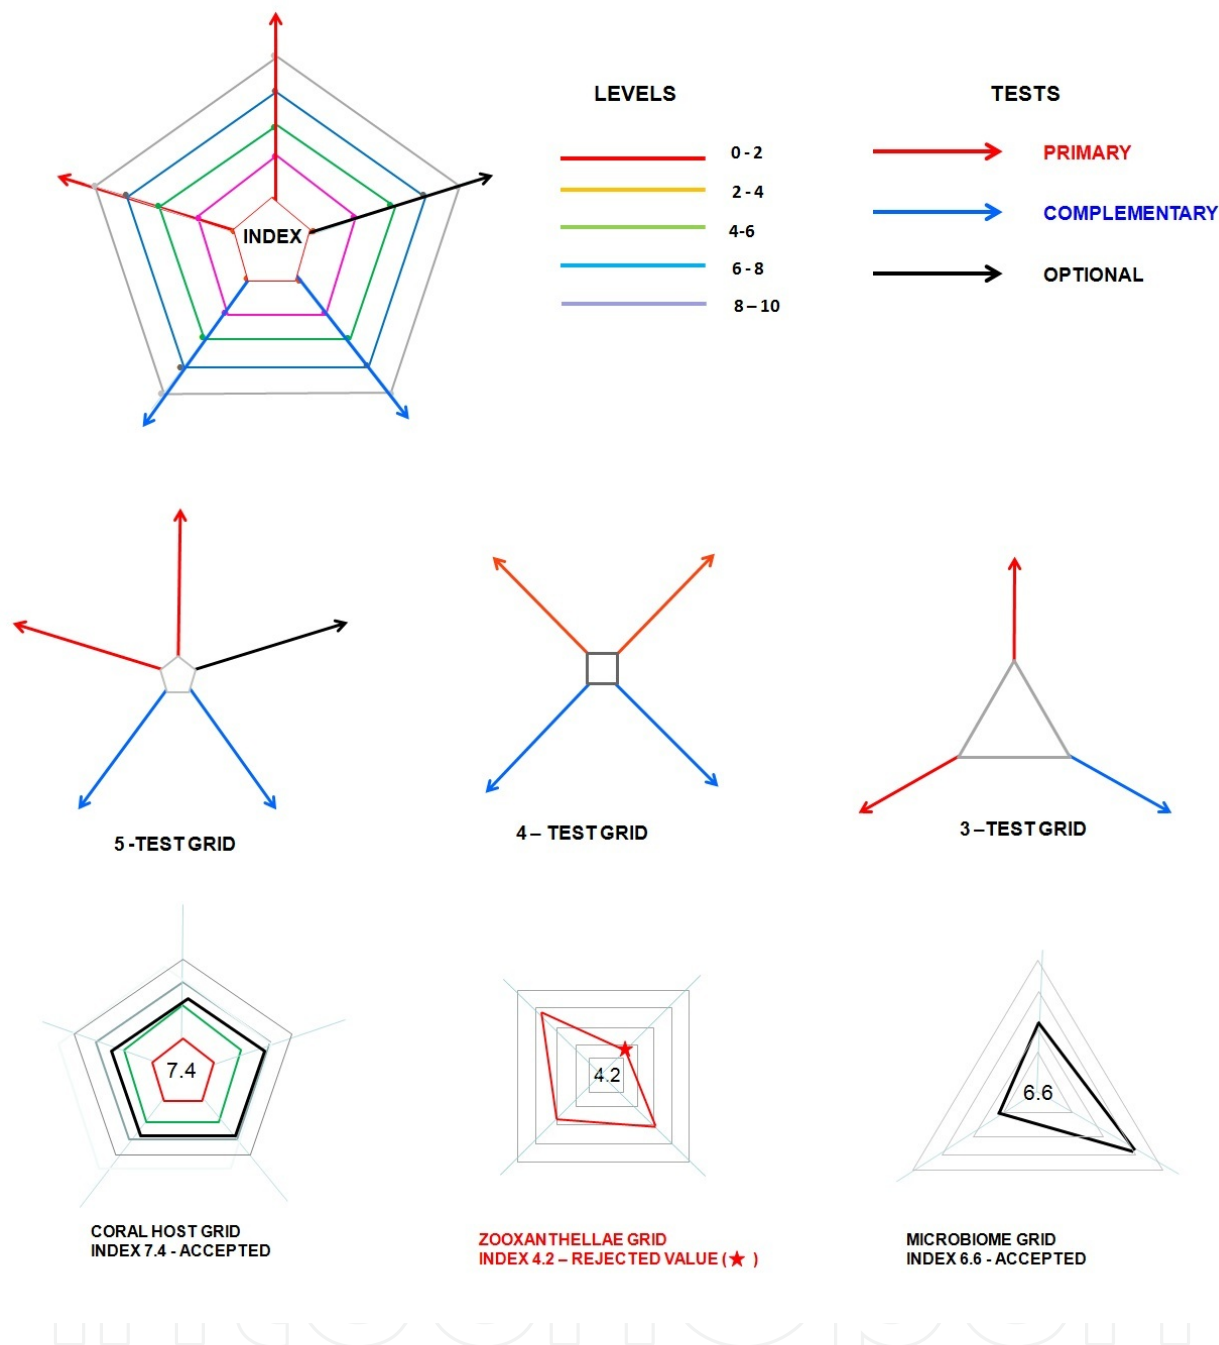 INDEX
LEVELS
0 - 2
2 - 4
4-6
6 - 8
8 – 10
TESTS
PRIMARY
COMPLEMENTARY
OPTIONAL
5 -TEST GRID
4 – TEST GRID
3 –TEST GRID
7.4
4.2
6.6
CORAL HOST GRID
INDEX 7.4 - ACCEPTED
ZOOXANTHELLAE GRID
INDEX 4.2 – REJECTED VALUE (★ )
MICROBIOME GRID
INDEX 6.6 - ACCEPTED